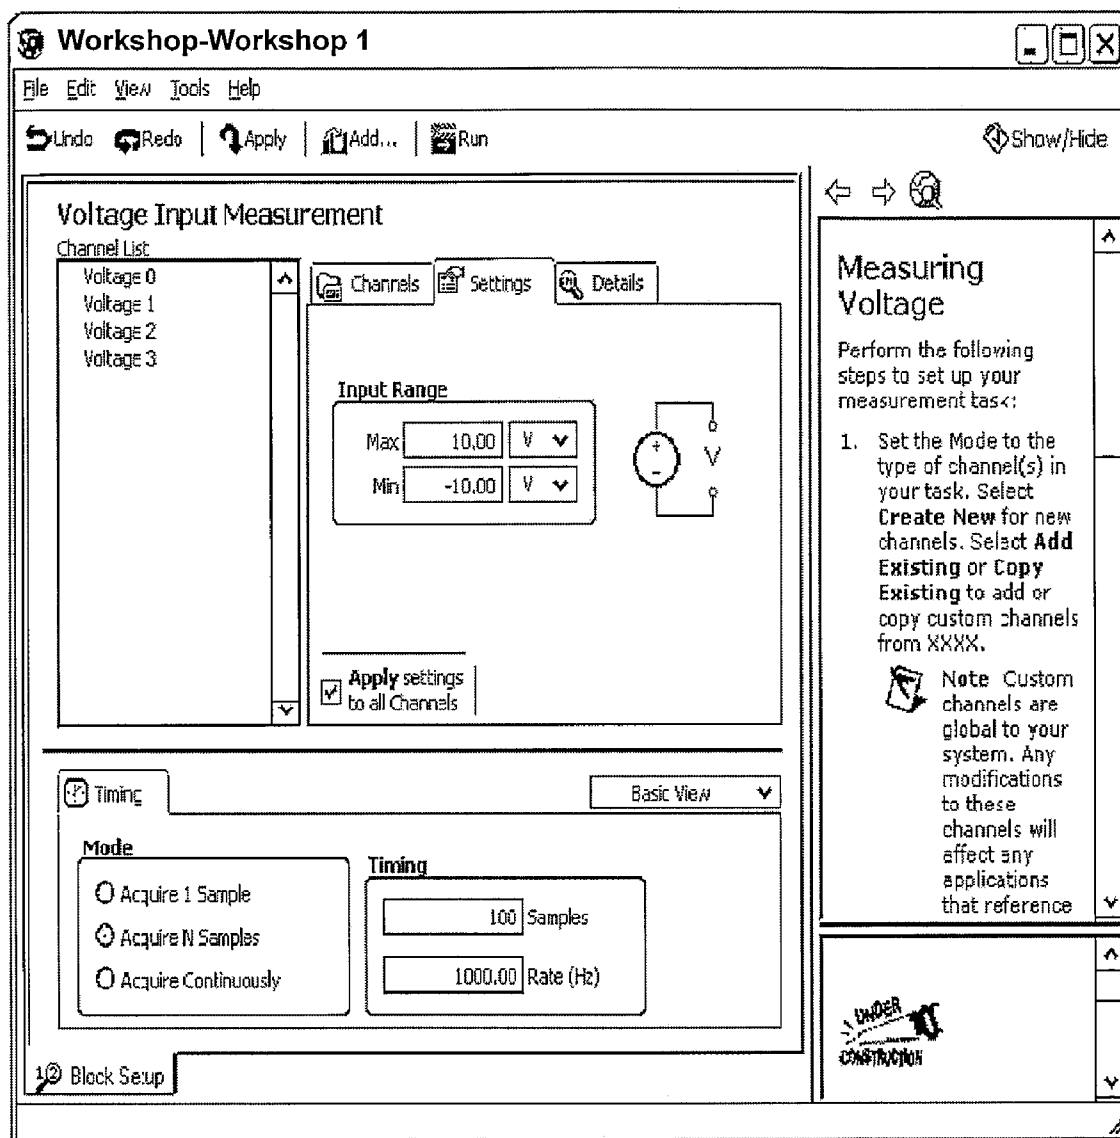 Workshop-Workshop 1
File Edit View Tools Help
Undo Redo Apply Add... Run Show/Hide
Voltage Input Measurement
Channel List
Voltage 0
Voltage 1
Voltage 2
Voltage 3
Channels Settings Details
Input Range
Max 10.00 V
Min -10.00 V
+
-
V
Apply settings
to all Channels
Timing
Basic View
Mode
Acquire 1 Sample
Acquire N Samples
Acquire Continuously
Timing
100 Samples
1000.00 Rate (Hz)
Block Setup
Measuring
Voltage
Perform the following
steps to set up your
measurement task:
1. Set the Mode to the
type of channel(s) in
your task. Select
Create New for new
channels. Select Add
Existing or Copy
Existing to add or
copy custom channels
from XXXX.
Note Custom
channels are
global to your
system. Any
modifications
to these
channels will
affect any
applications
that reference
UNDER
CONSTRUCTION